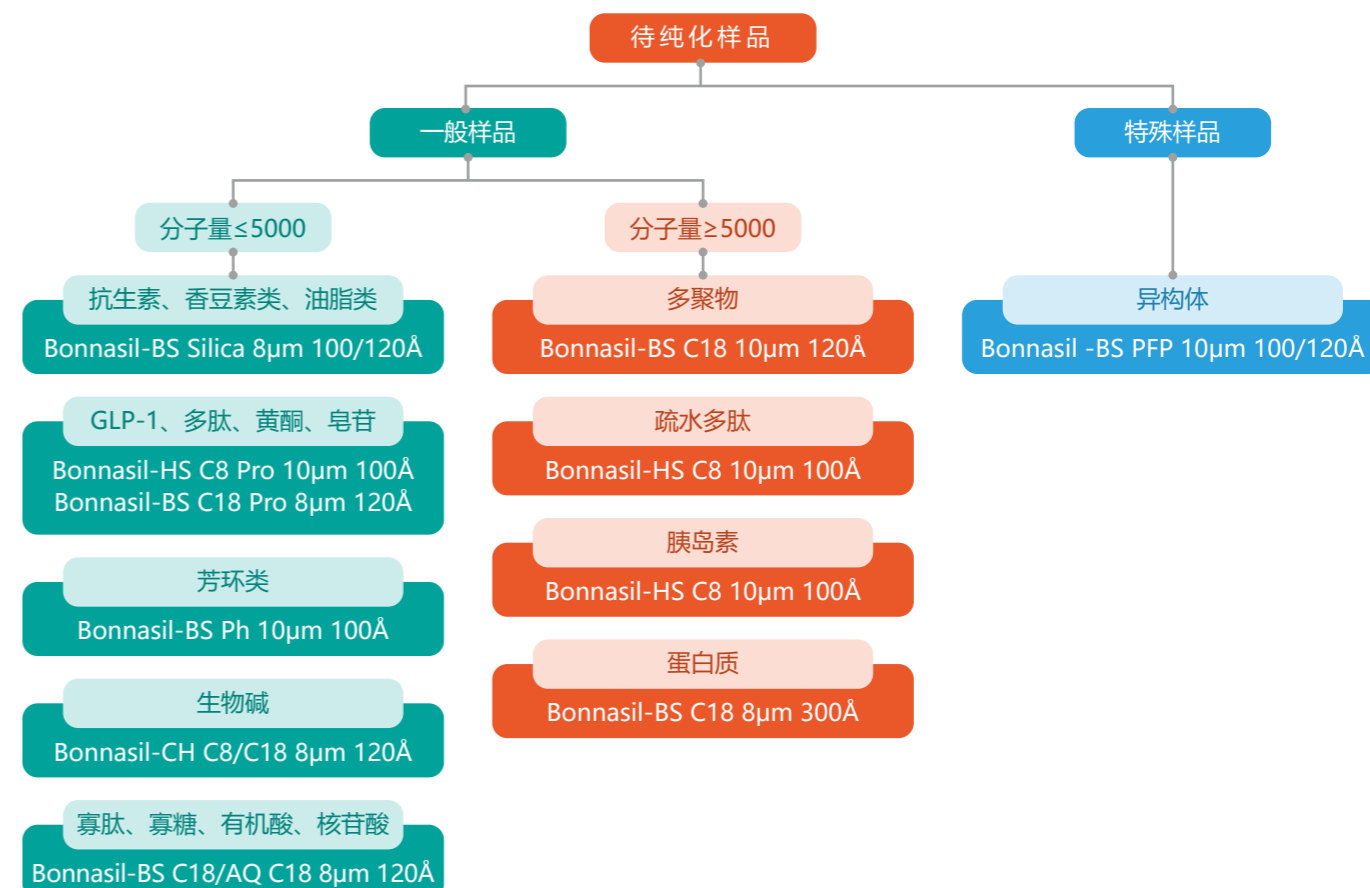 待纯化样品
一般样品
特殊样品
分子量≤5000
分子量≥5000
抗生素、香豆素类、油脂类
Bonnasil-BS Silica 8μm 100/120Å
GLP-1、多肽、黄酮、皂苷
Bonnasil-HS C8 Pro 10μm 100Å
Bonnasil-BS C18 Pro 8μm 120Å
芳环类
Bonnasil-BS Ph 10μm 100Å
生物碱
Bonnasil-CH C8/C18 8μm 120Å
寡肽、寡糖、有机酸、核苷酸
Bonnasil-BS C18/AQ C18 8μm 120Å
多聚物
Bonnasil-BS C18 10μm 120Å
疏水多肽
Bonnasil-HS C8 10μm 100Å
胰岛素
Bonnasil-HS C8 10μm 100Å
蛋白质
Bonnasil-BS C18 8μm 300Å
异构体
Bonnasil -BS PFP 10μm 100/120Å